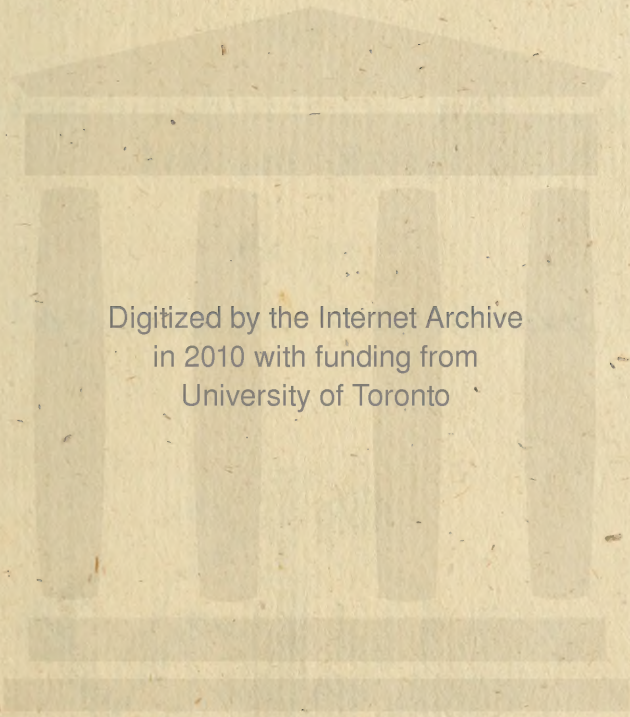 Digitized by the Internet Archive
in 2010 with funding from
University of Toronto